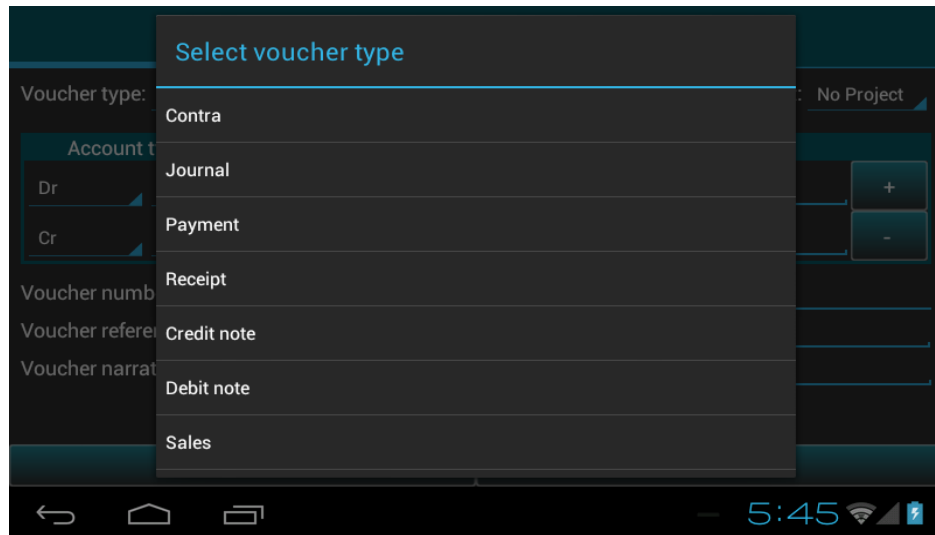 Select voucher type
Voucher type:
: No Project
Contra
Account t
Journal
Dr
+
Payment
Cr
-
Receipt
Voucher numb
Voucher refere
Credit note
Voucher narrat
Debit note
Sales
5:45